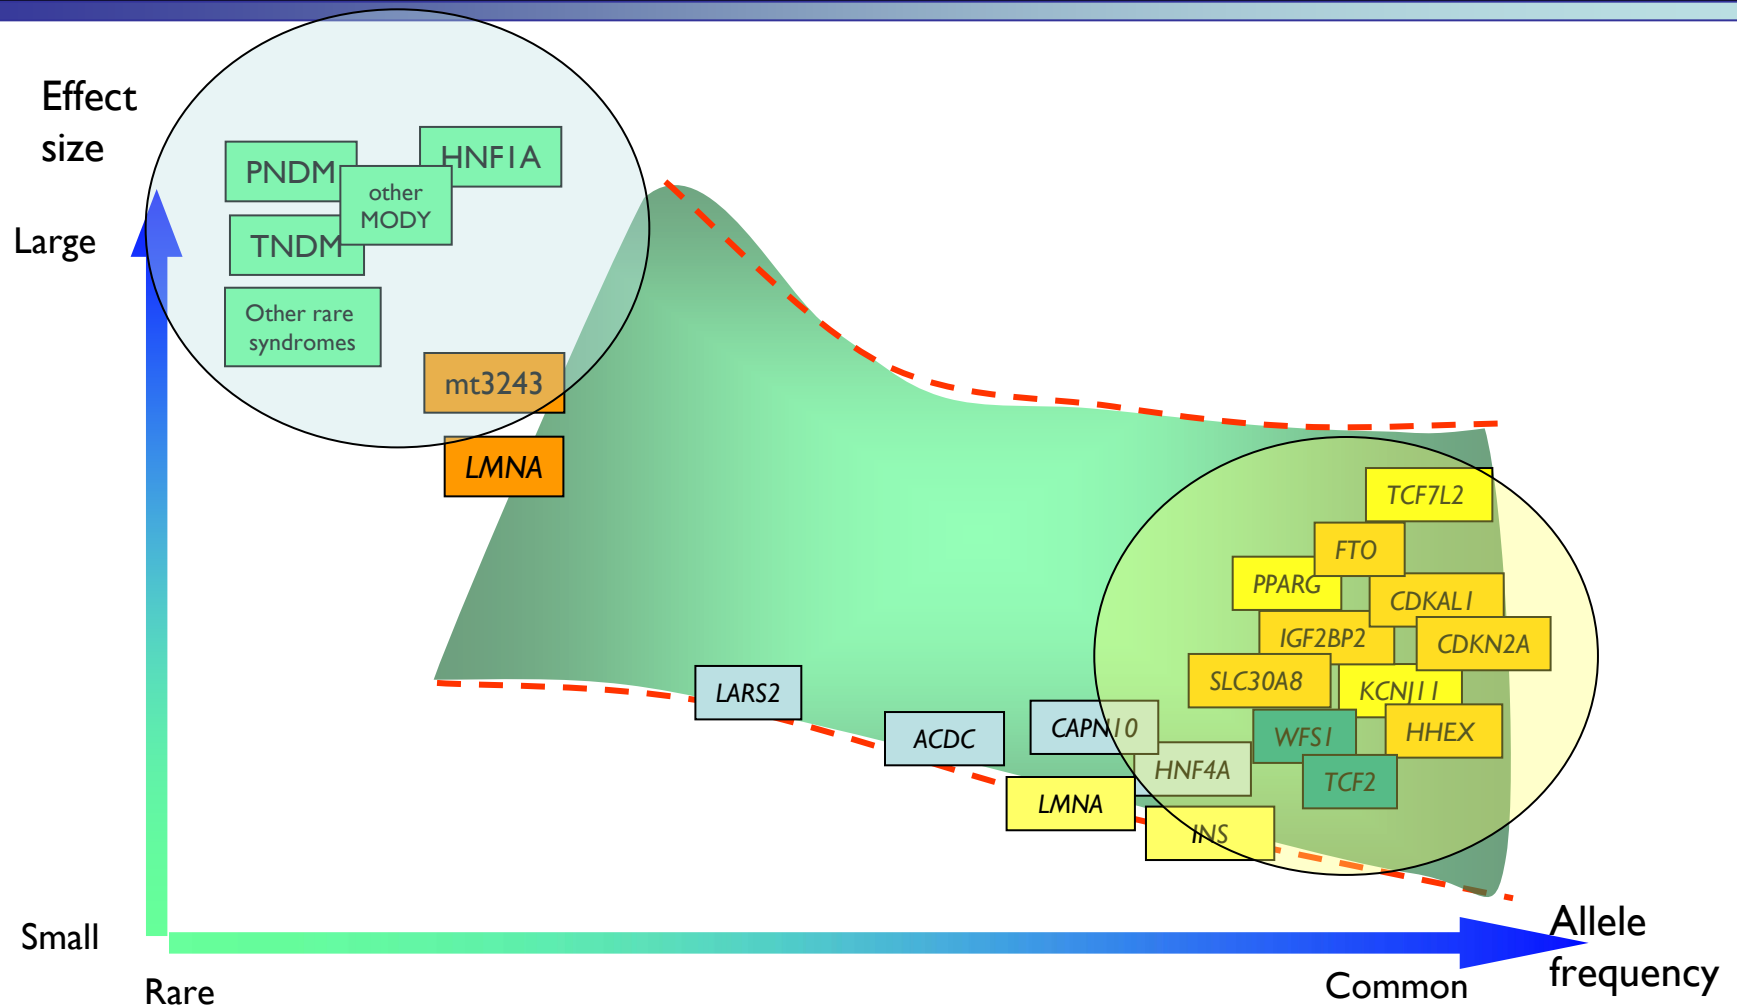 Effect
size
Large
PNDM
HNF1A
other
MODY
TNDM
Other rare
syndromes
mt3243
LMNA
TCF7L2
FTO
PPARG
CDKAL1
IGF2BP2
CDKN2A
SLC30A8
KCNJ11
LARS2
ACDC
CAPN10
WFS1
HHEX
HNF4A
TCF2
LMNA
INS
Small
Rare
Common
Allele
frequency